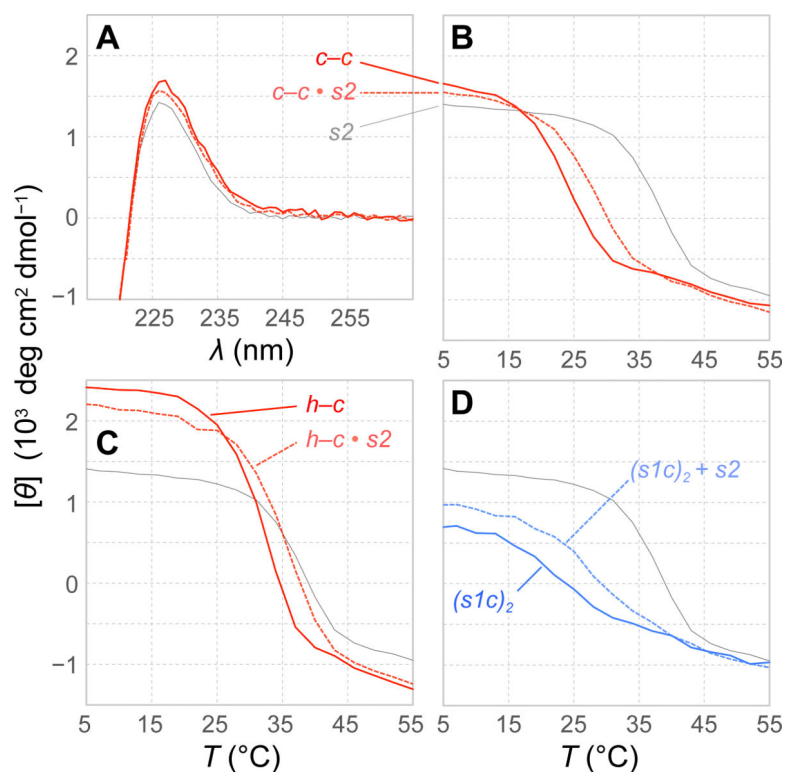 A
B
c–c
c–c • s2
s2
2
1
0
−1
225 235 245 255
λ (nm)
5 15 25 35 45 55
[θ] (10³ deg cm² dmol⁻¹)
C
h–c
h–c • s2
2
1
0
−1
5 15 25 35 45 55
T (°C)
D
(s1c)₂ + s2
(s1c)₂
5 15 25 35 45 55
T (°C)